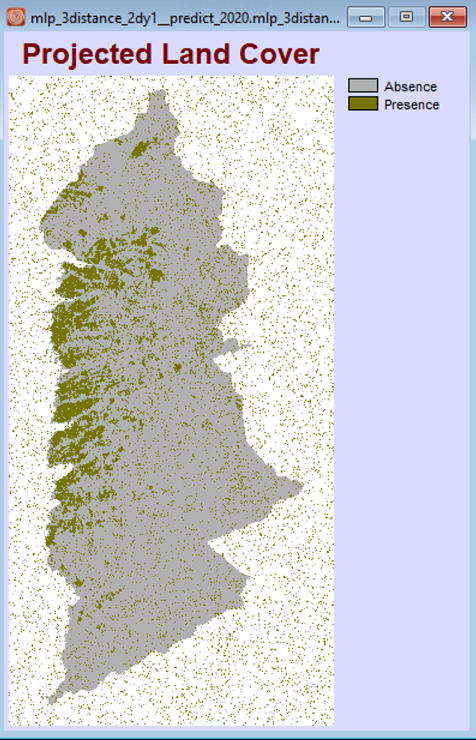 mlp_3distance_2dy1__predict_2020.mlp_3distan...
Projected Land Cover
Absence
Presence